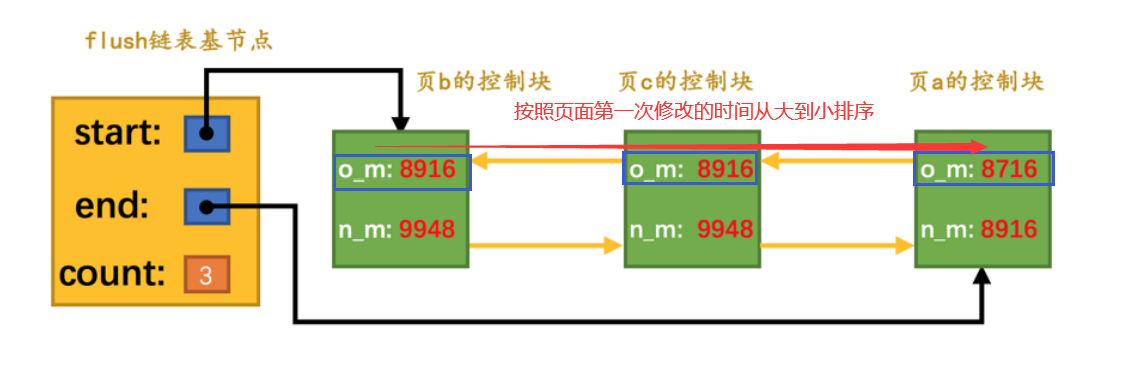 flush链表基节点
start:
end:
count: 3
页b的控制块
页c的控制块
页a的控制块
按照页面第一次修改的时间从大到小排序
o_m: 8916
n_m: 9948
o_m: 8916
n_m: 9948
o_m: 8716
n_m: 8916